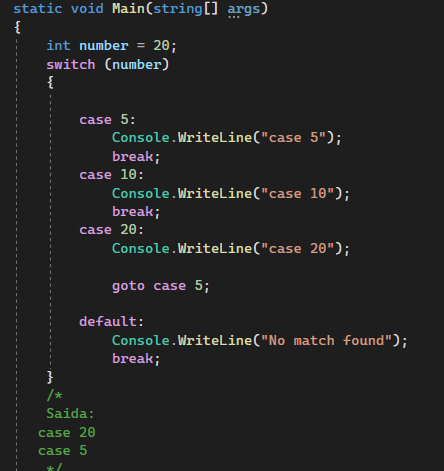 static void Main(string[] args)
{
int number = 20;
switch (number)
{
case 5:
Console.WriteLine("case 5");
break;
case 10:
Console.WriteLine("case 10");
break;
case 20:
Console.WriteLine("case 20");
goto case 5;
default:
Console.WriteLine("No match found");
break;
}
/*
Saida:
case 20
case 5
*/